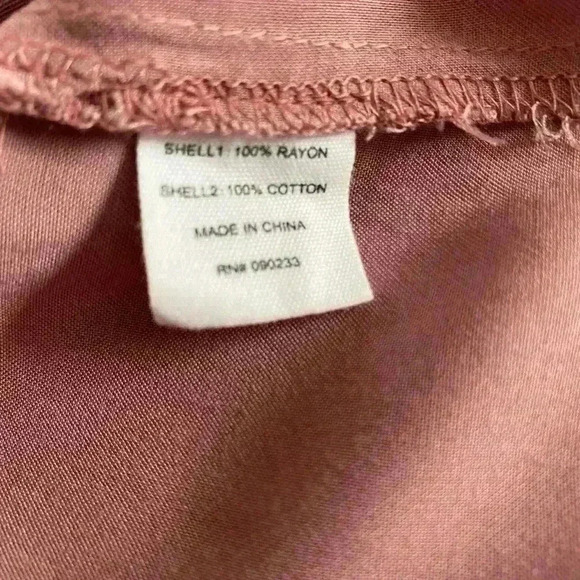 SHELL1: 100% RAYON
SHELL2: 100% COTTON
MADE IN CHINA
RN# 090233